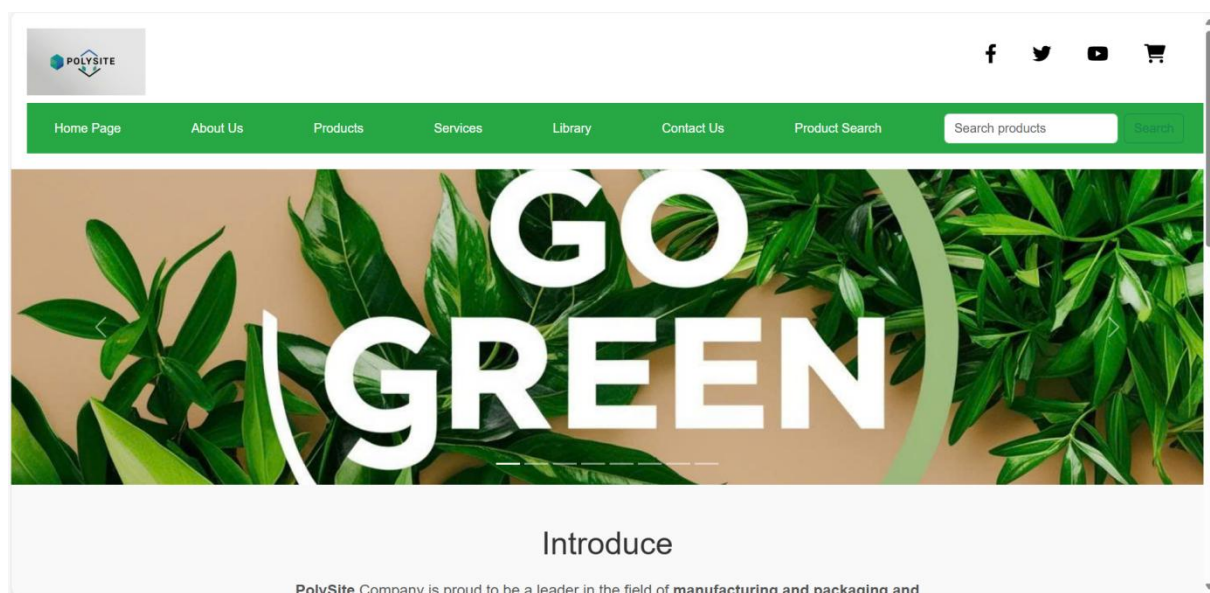 POLYSITE
Home Page About Us Products Services Library Contact Us Product Search Search products Search
GO
GREEN
Introduce
PolySite Company is proud to be a leader in the field of manufacturing and packaging and